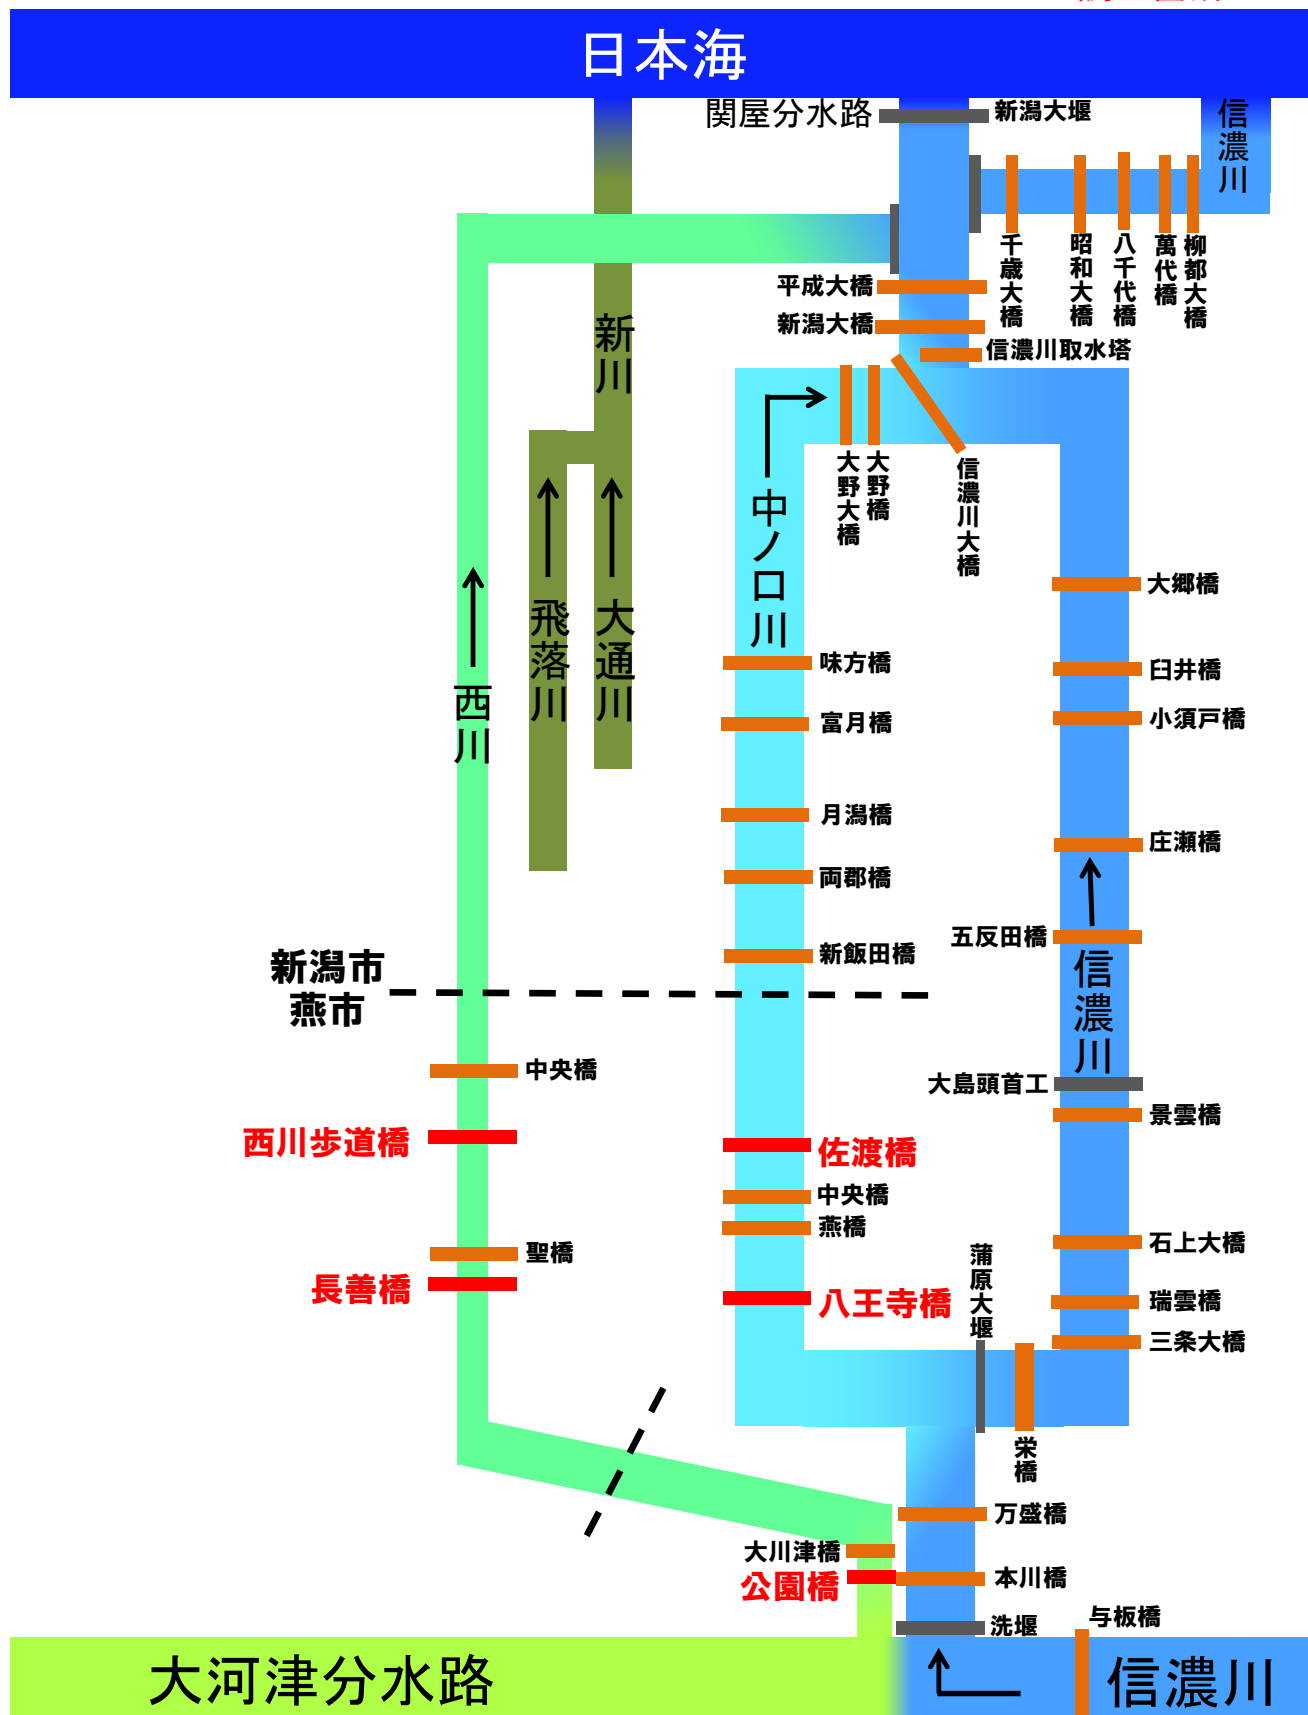 日本海
関屋分水路
新潟大堰
信濃川
千歳大橋
昭和大橋
八千代橋
萬代橋
柳都大橋
平成大橋
新潟大橋
信濃川取水塔
新川
中ノ口川
大野大橋
大野橋
信濃川大橋
大郷橋
飛落川
大通川
味方橋
臼井橋
西川
富月橋
小須戸橋
月潟橋
庄瀬橋
両郡橋
五反田橋
新飯田橋
信濃川
新潟市
燕市
中央橋
大島頭首工
景雲橋
西川歩道橋
佐渡橋
中央橋
燕橋
聖橋
蒲原大堰
石上大橋
長善橋
八王寺橋
瑞雲橋
三条大橋
栄橋
万盛橋
大川津橋
公園橋
本川橋
洗堰
与板橋
大河津分水路
信濃川